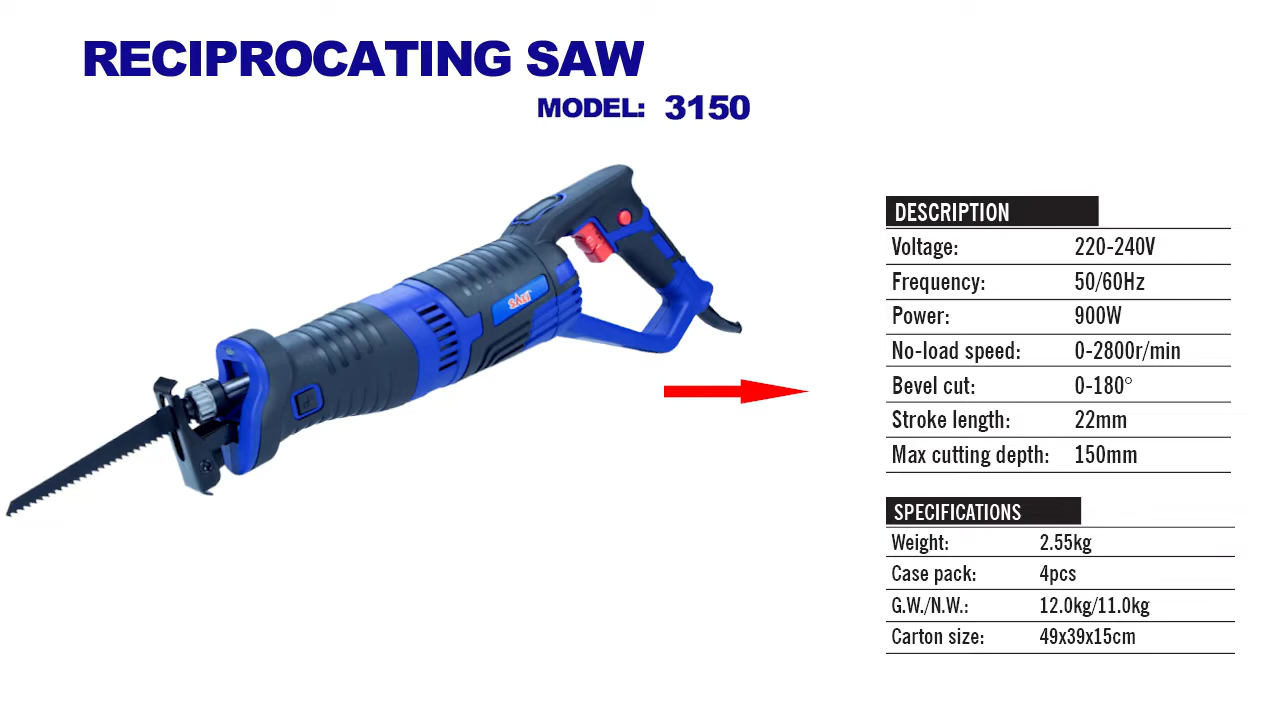 RECIPROCATING SAW
MODEL: 3150
DESCRIPTION
Voltage: 220-240V
Frequency: 50/60Hz
Power: 900W
No-load speed: 0-2800r/min
Bevel cut: 0-180°
Stroke length: 22mm
Max cutting depth: 150mm
SPECIFICATIONS
Weight: 2.55kg
Case pack: 4pcs
G.W./N.W.: 12.0kg/11.0kg
Carton size: 49x39x15cm